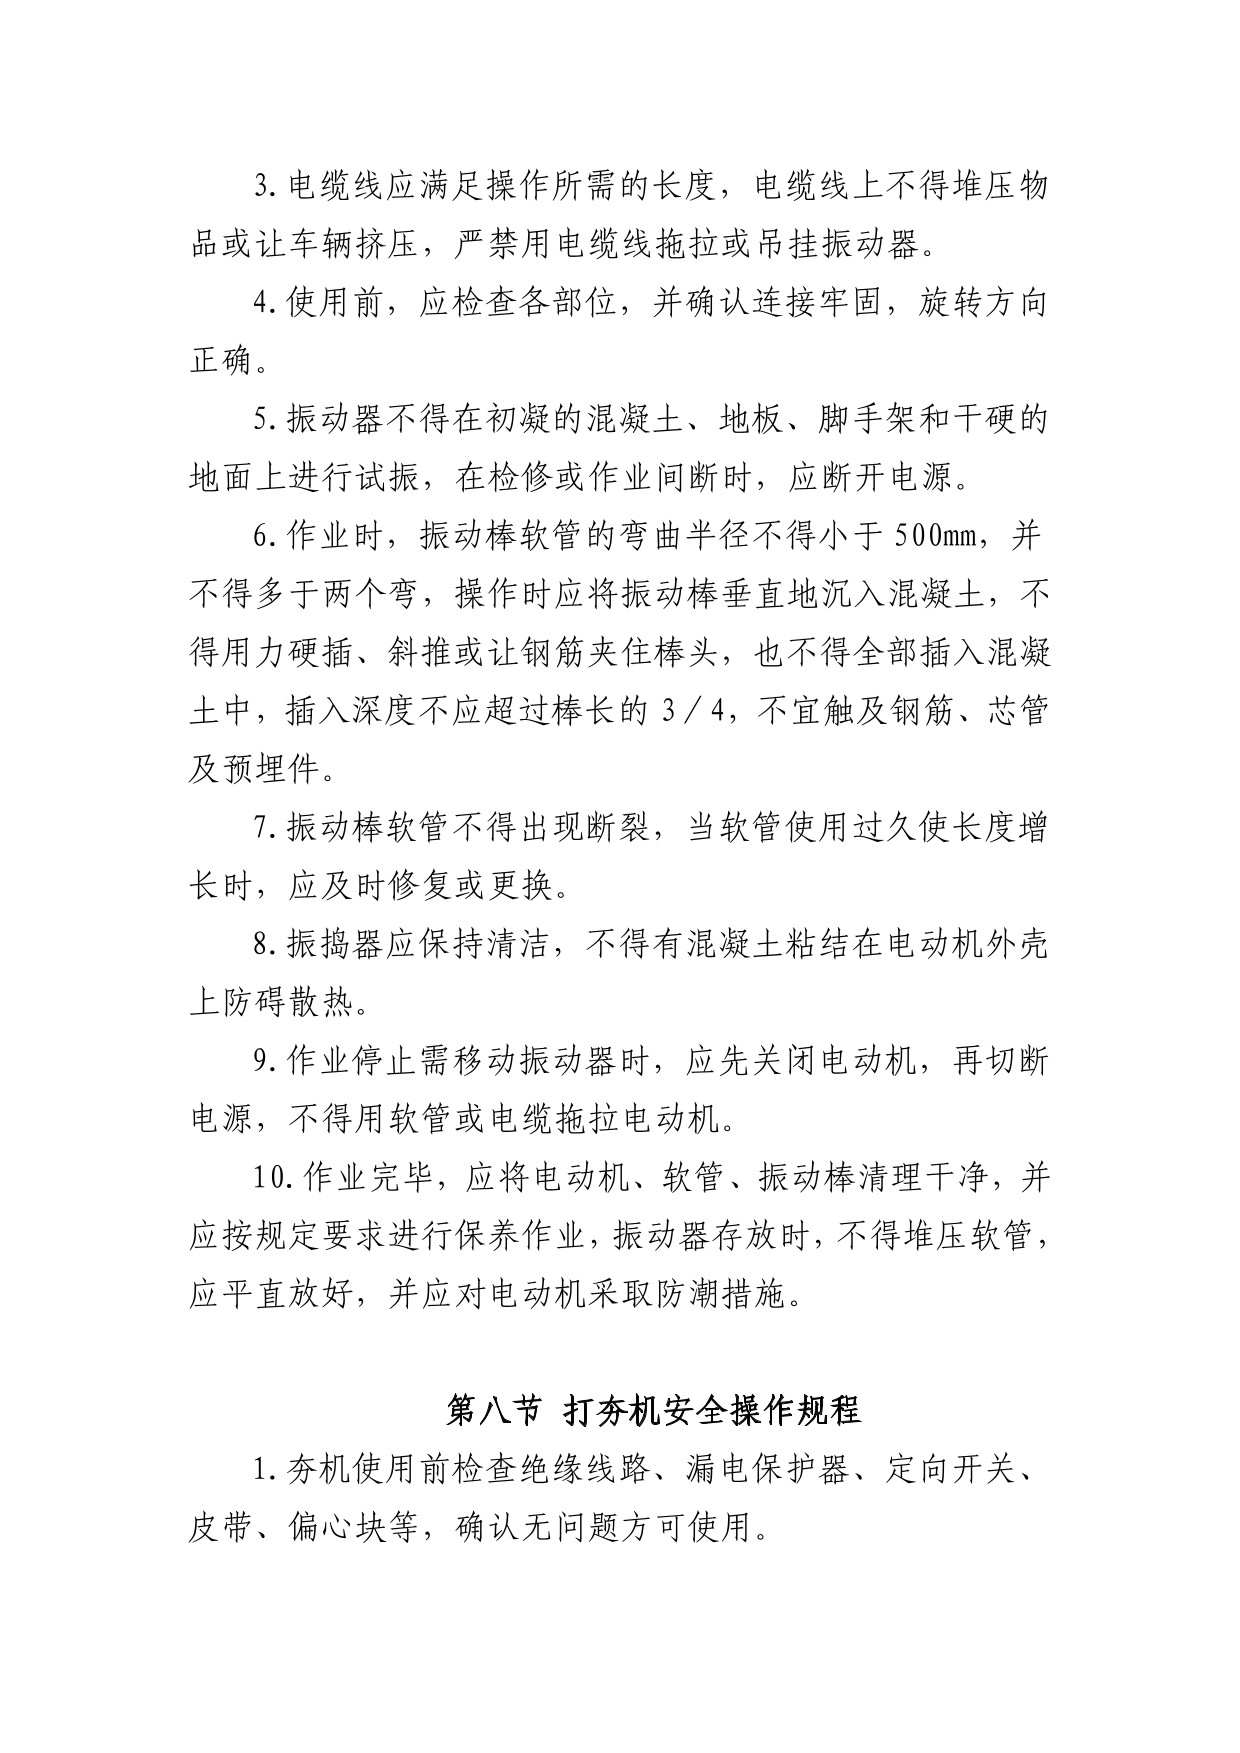 3.电缆线应满足操作所需的长度，电缆线上不得堆压物
品或让车辆挤压，严禁用电缆线拖拉或吊挂振动器。
4.使用前，应检查各部位，并确认连接牢固，旋转方向
正确。
5.振动器不得在初凝的混凝土、地板、脚手架和干硬的
地面上进行试振，在检修或作业间断时，应断开电源。
6.作业时，振动棒软管的弯曲半径不得小于500mm，并
不得多于两个弯，操作时应将振动棒垂直地沉入混凝土，不
得用力硬插、斜推或让钢筋夹住棒头，也不得全部插入混凝
土中，插入深度不应超过棒长的3／4，不宜触及钢筋、芯管
及预埋件。
7.振动棒软管不得出现断裂，当软管使用过久使长度增
长时，应及时修复或更换。
8.振捣器应保持清洁，不得有混凝土粘结在电动机外壳
上防碍散热。
9.作业停止需移动振动器时，应先关闭电动机，再切断
电源，不得用软管或电缆拖拉电动机。
10.作业完毕，应将电动机、软管、振动棒清理干净，并
应按规定要求进行保养作业，振动器存放时，不得堆压软管，
应平直放好，并应对电动机采取防潮措施。
第八节 打夯机安全操作规程
1.夯机使用前检查绝缘线路、漏电保护器、定向开关、
皮带、偏心块等，确认无问题方可使用。